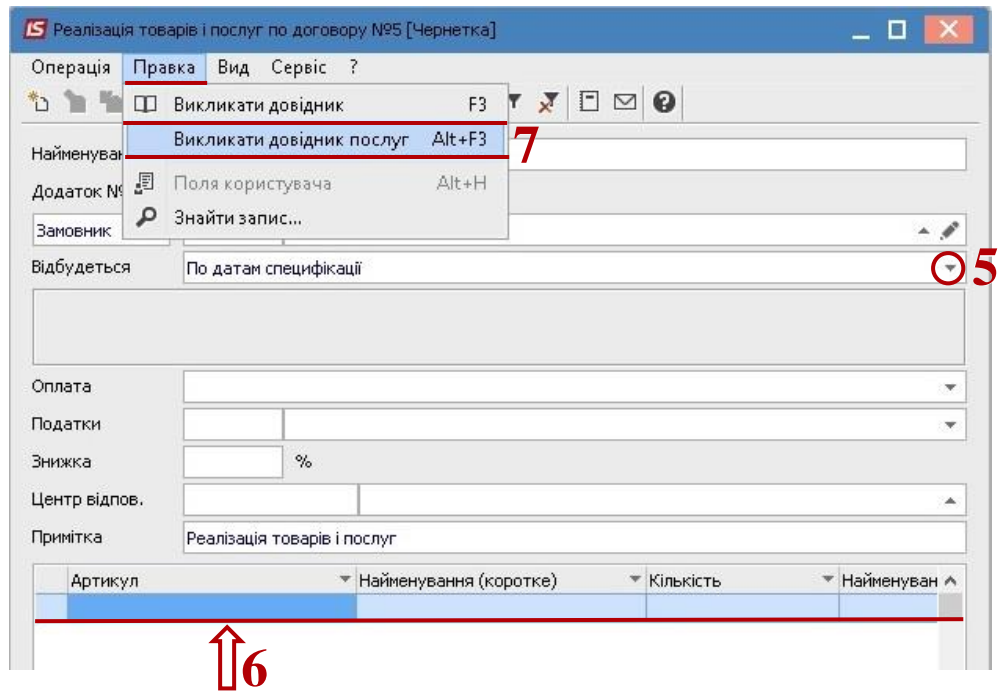 IS Реалізація товарів і послуг по договору №5 [Чернетка]
Операція Правка Вид Сервіс ?
Викликати довідник F3
Викликати довідник послуг Alt+F3 7
Найменуван
Поля користувача Alt+H
Додаток №
Знайти запис...
Замовник
Відбудеться По датам специфікації 5
Оплата
Податки
Знижка %
Центр відпов.
Примітка Реалізація товарів і послуг
Артикул Найменування (коротке) Кількість Найменуван
6